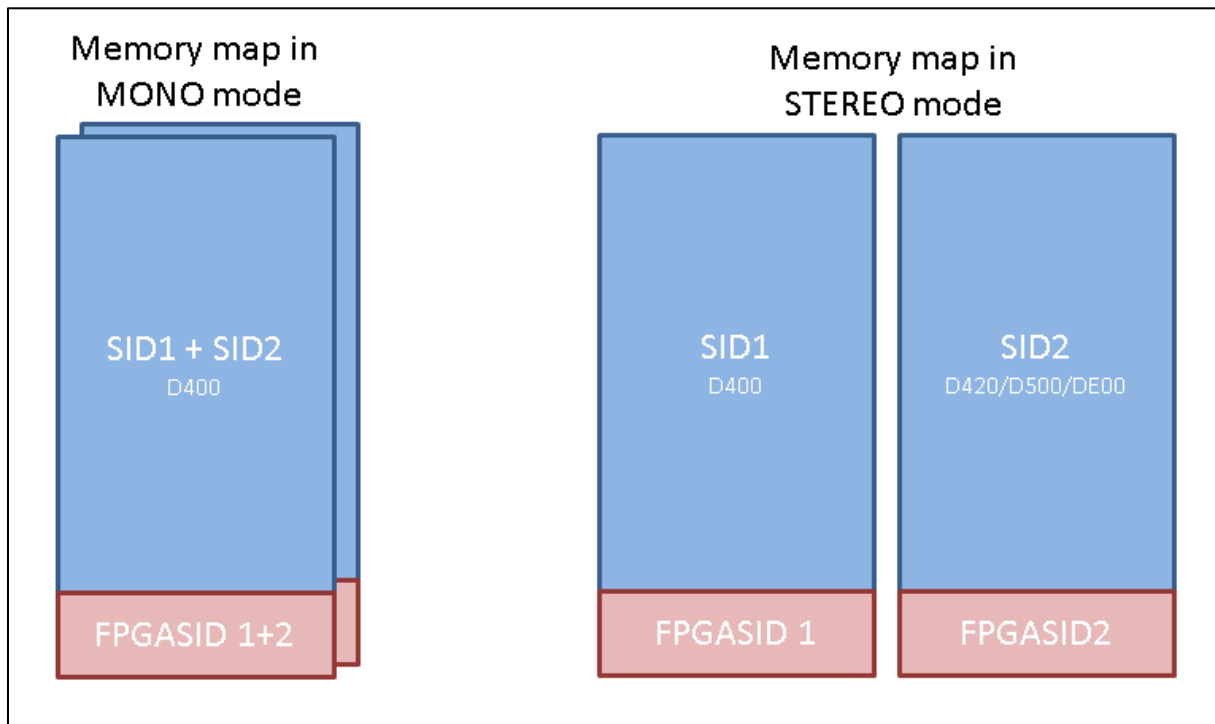 Memory map in
MONO mode
SID1 + SID2
D400
FPGASID 1+2
Memory map in
STEREO mode
SID1
D400
FPGASID 1
SID2
D420/D500/DE00
FPGASID2